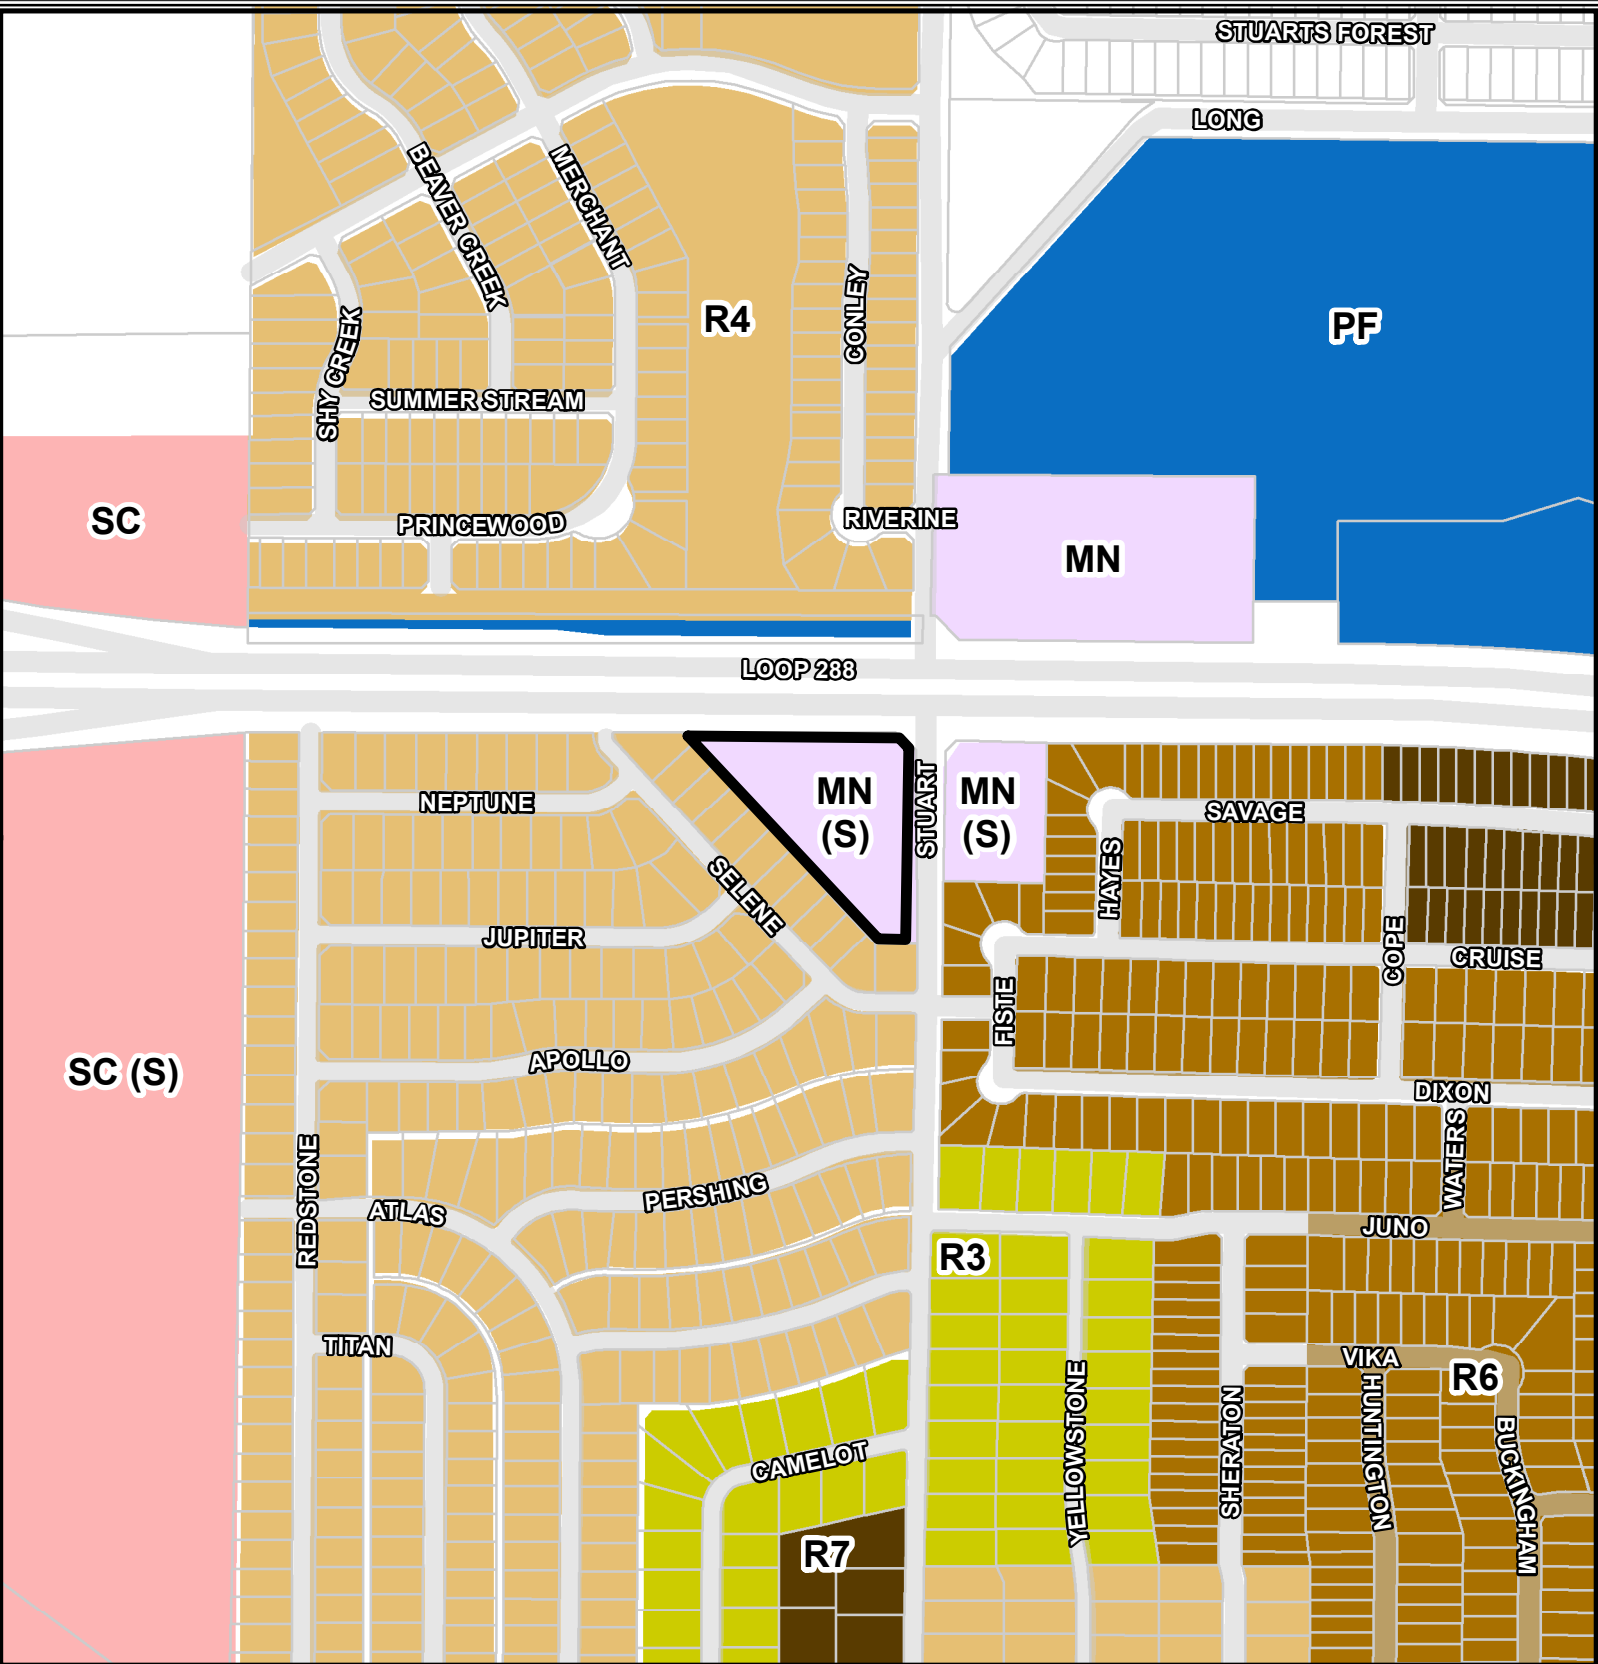 STUARTS FOREST
LONG
BEAVER CREEK
MERCHANT
CONLEY
R4
PF
SHY CREEK
SUMMER STREAM
SC
PRINCEWOOD
RIVERINE
MN
LOOP 288
NEPTUNE
MN
(S)
STUART
MN
(S)
SAVAGE
HAYES
SELENE
JUPITER
COPE
CRUISE
FISTE
APOLLO
SC (S)
DIXON
WATERS
REDSTONE
PERSHING
ATLAS
JUNO
R3
TITAN
VIKA
R6
YELLOWSTONE
SHERATON
HUNTINGTON
BUCKINGHAM
CAMELOT
R7